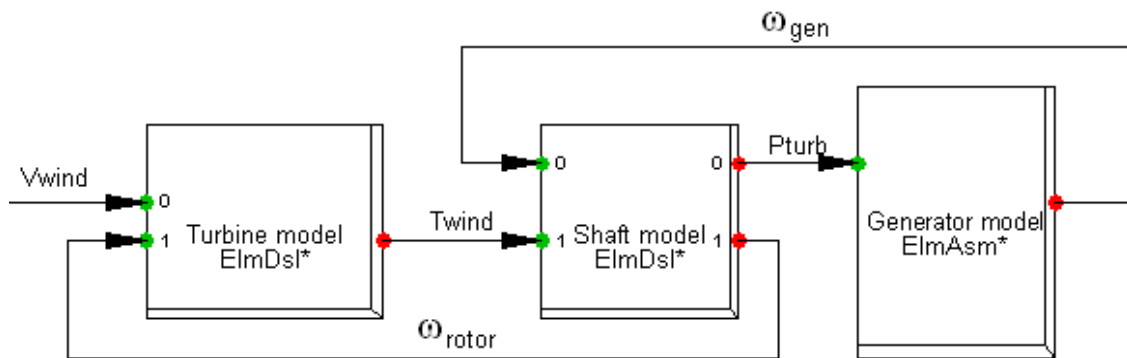 ωgen
Vwind
0
1
Turbine model
ElmDsl*
Twind
0
1
0
1
Shaft model
ElmDsl*
Pturb
Generator model
ElmAsm*
ωrotor